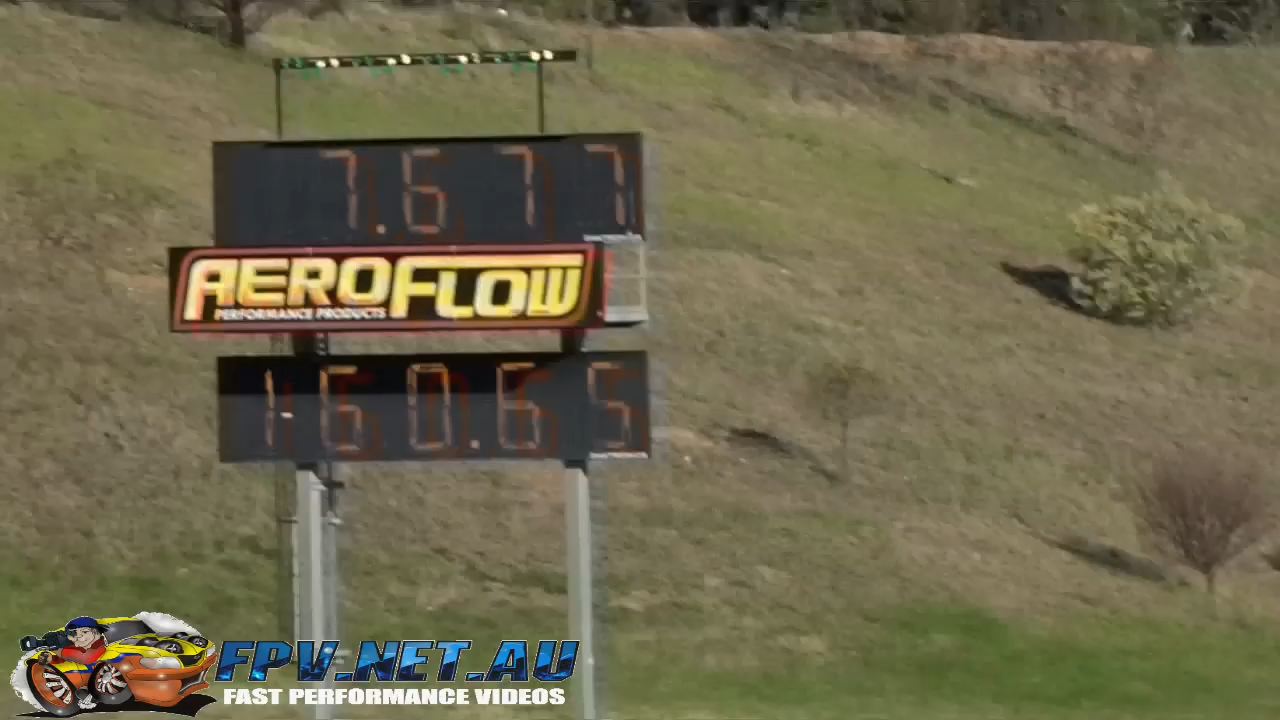 7.677
AEROFLOW
PERFORMANCE PRODUCTS
160.65
FPV.NET.AU
FAST PERFORMANCE VIDEOS